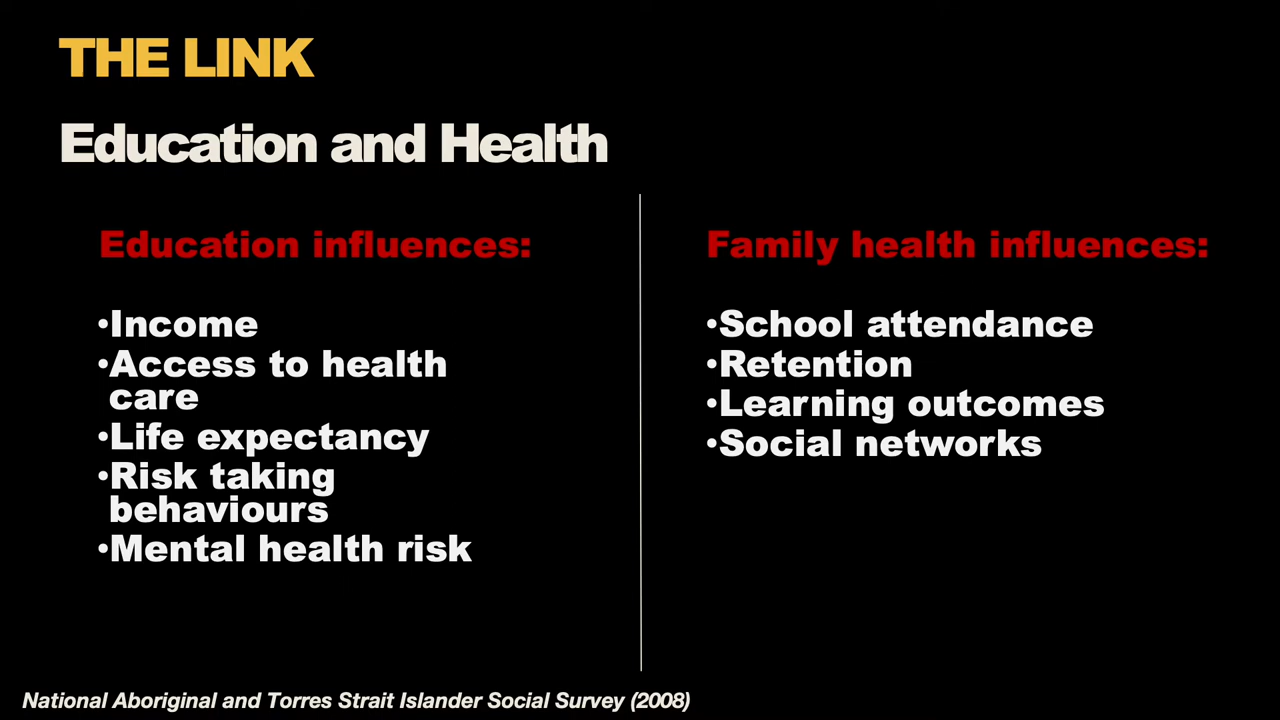 THE LINK
Education and Health
Education influences:
•Income
•Access to health
care
•Life expectancy
•Risk taking
behaviours
•Mental health risk
Family health influences:
•School attendance
•Retention
•Learning outcomes
•Social networks
National Aboriginal and Torres Strait Islander Social Survey (2008)